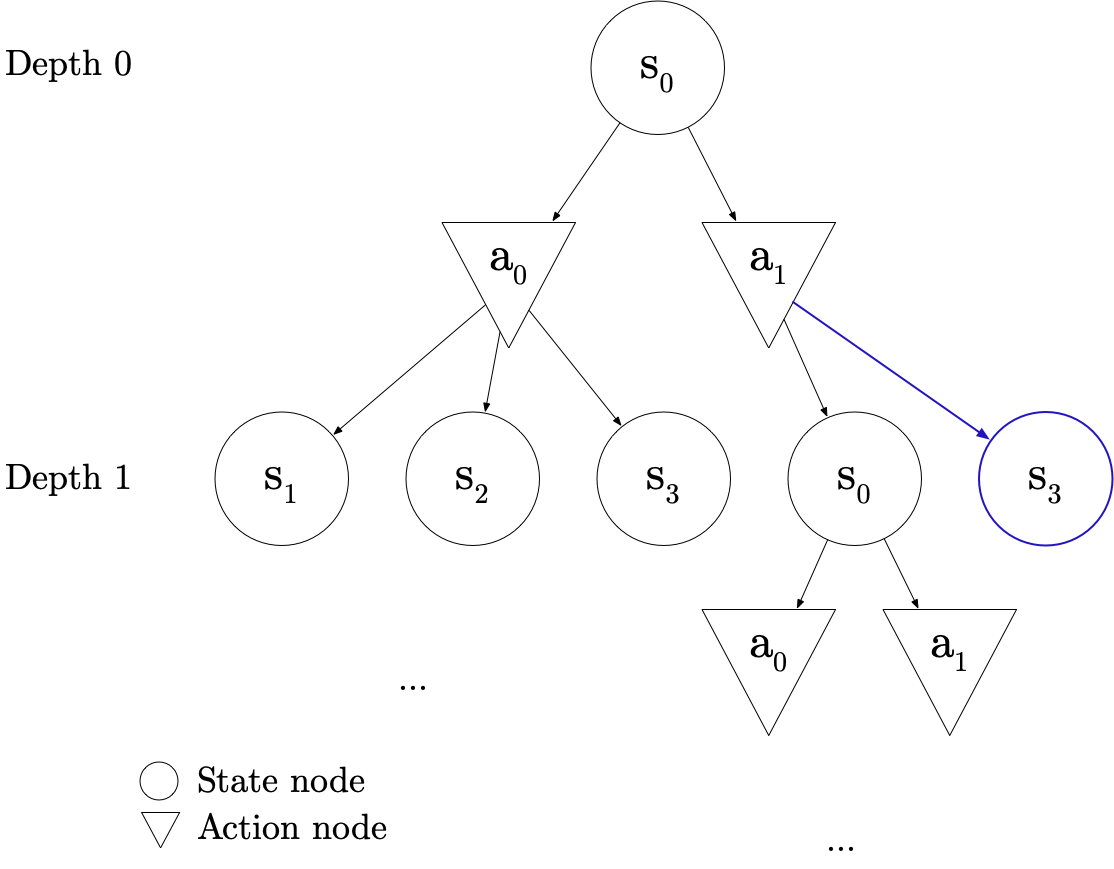 Depth 0
s₀
a₀
a₁
Depth 1
s₁
s₂
s₃
s₀
s₃
a₀
a₁
...
State node
Action node
...